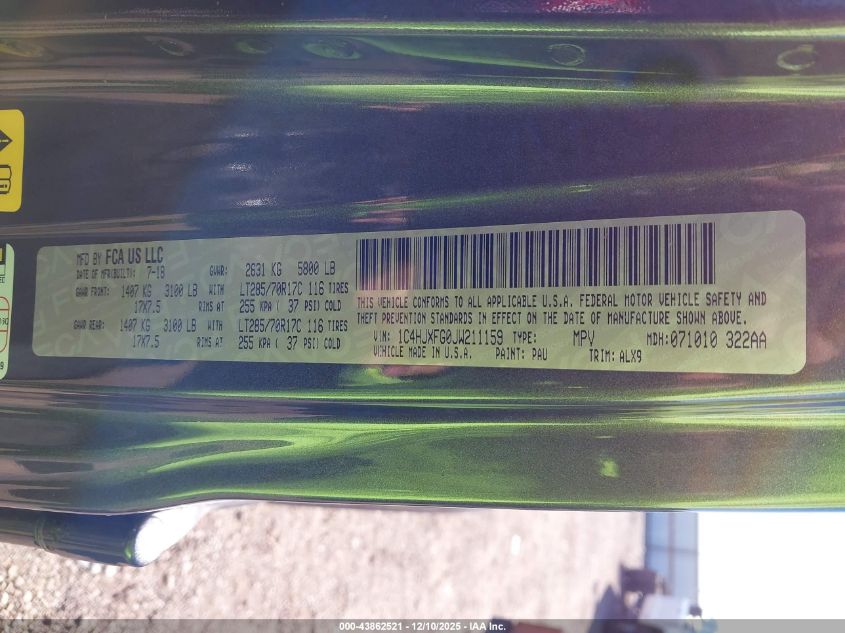 MFD BY FCA US LLC
DATE OF MFR(BUILT): 7-18 GVWR: 2631 KG 5800 LB
GAWR FRONT: 1407 KG 3100 LB WITH LT285/70R17C 116 TIRES
17X7.5 RIMS AT 255 KPA ( 37 PSI) COLD
GAWR REAR: 1407 KG 3100 LB WITH LT285/70R17C 116 TIRES
17X7.5 RIMS AT 255 KPA ( 37 PSI) COLD
THIS VEHICLE CONFORMS TO ALL APPLICABLE U.S.A. FEDERAL MOTOR VEHICLE SAFETY AND
THEFT PREVENTION STANDARDS IN EFFECT ON THE DATE OF MANUFACTURE SHOWN ABOVE.
VIN: 1C4HJXFG0JW211159 TYPE: MPV MDH: 071010 322AA
VEHICLE MADE IN U.S.A. PAINT: PAU TRIM: ALX9
000-43862521 - 12/10/2025 - IAA Inc.